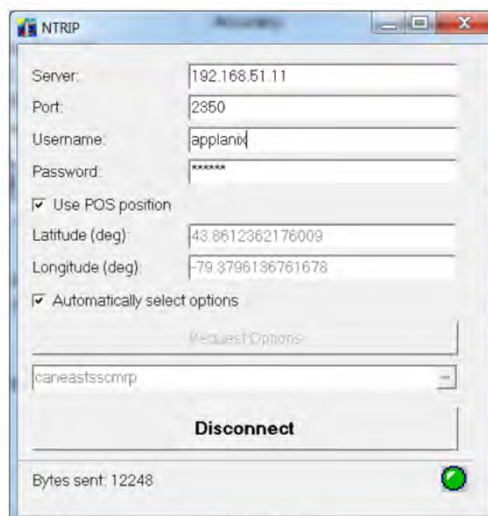 NTRIP
Server: 192.168.51.11
Port: 2350
Username: applanix
Password: ******
Use POS position
Latitude (deg): 43.8612362176009
Longitude (deg): -79.3796136761678
Automatically select options
Request Options
caneastsscmrp
Disconnect
Bytes sent: 12248